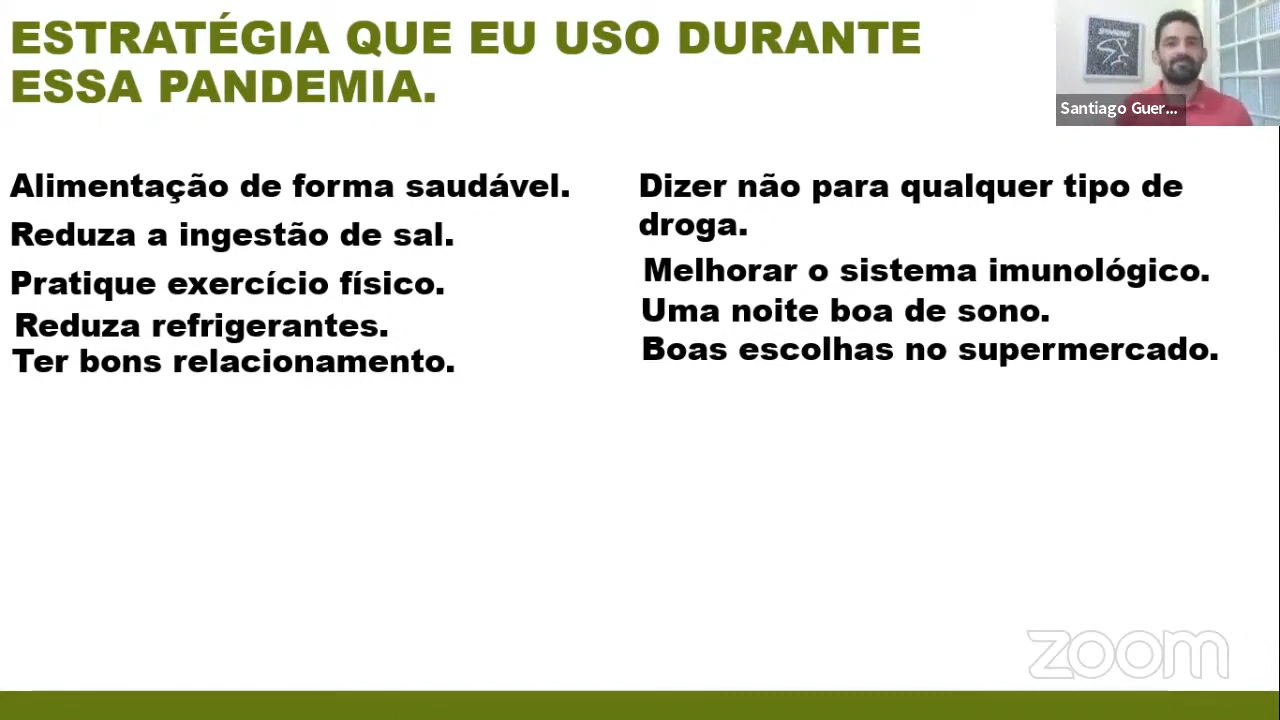 ESTRATÉGIA QUE EU USO DURANTE
ESSA PANDEMIA.
Santiago Guer...
Alimentação de forma saudável.
Reduza a ingestão de sal.
Pratique exercício físico.
Reduza refrigerantes.
Ter bons relacionamento.
Dizer não para qualquer tipo de
droga.
Melhorar o sistema imunológico.
Uma noite boa de sono.
Boas escolhas no supermercado.
zoom